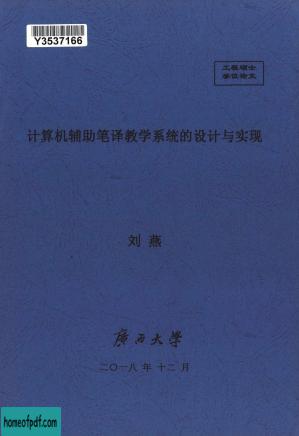 Y3537166
工程硕士
学位论文
计算机辅助笔译教学系统的设计与实现
刘燕
广西大学
二〇一八年十二月
homeofpdf.com